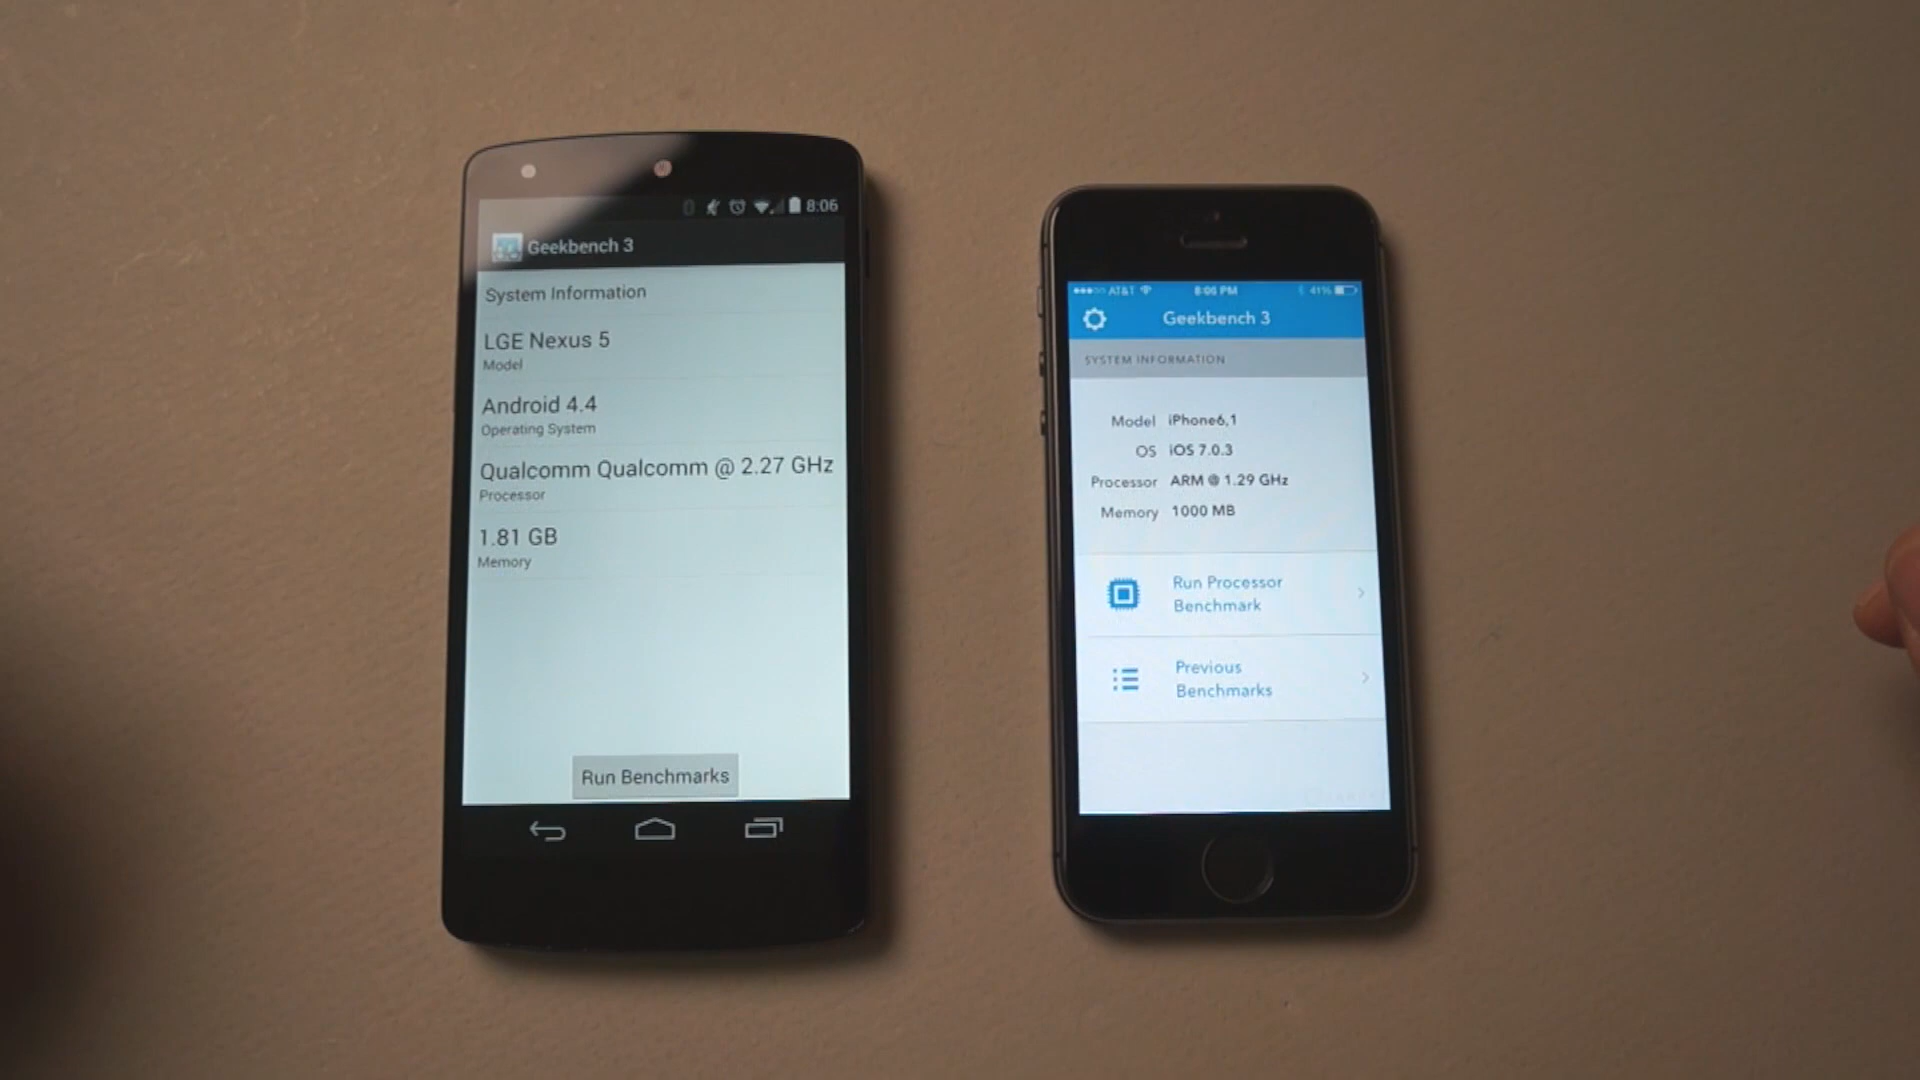 8:06
Geekbench 3
System Information
LGE Nexus 5
Model
Android 4.4
Operating System
Qualcomm Qualcomm @ 2.27 GHz
Processor
1.81 GB
Memory
Run Benchmarks
AT&T 8:06 PM 41%
Geekbench 3
SYSTEM INFORMATION
Model iPhone6,1
OS iOS 7.0.3
Processor ARM @ 1.29 GHz
Memory 1000 MB
Run Processor
Benchmark
Previous
Benchmarks